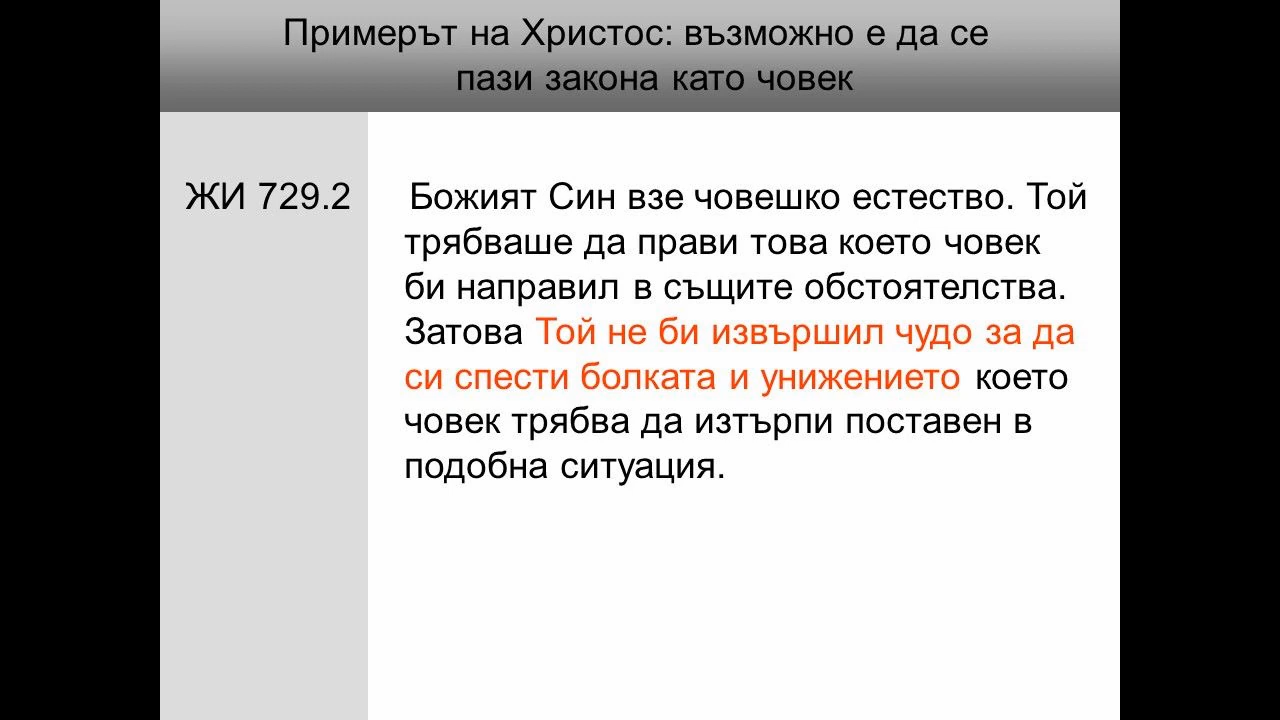 Примерът на Христос: възможно е да се
пази закона като човек
ЖИ 729.2
Божият Син взе човешко естество. Той
трябваше да прави това което човек
би направил в същите обстоятелства.
Затова Той не би извършил чудо за да
си спести болката и унижението което
човек трябва да изтърпи поставен в
подобна ситуация.